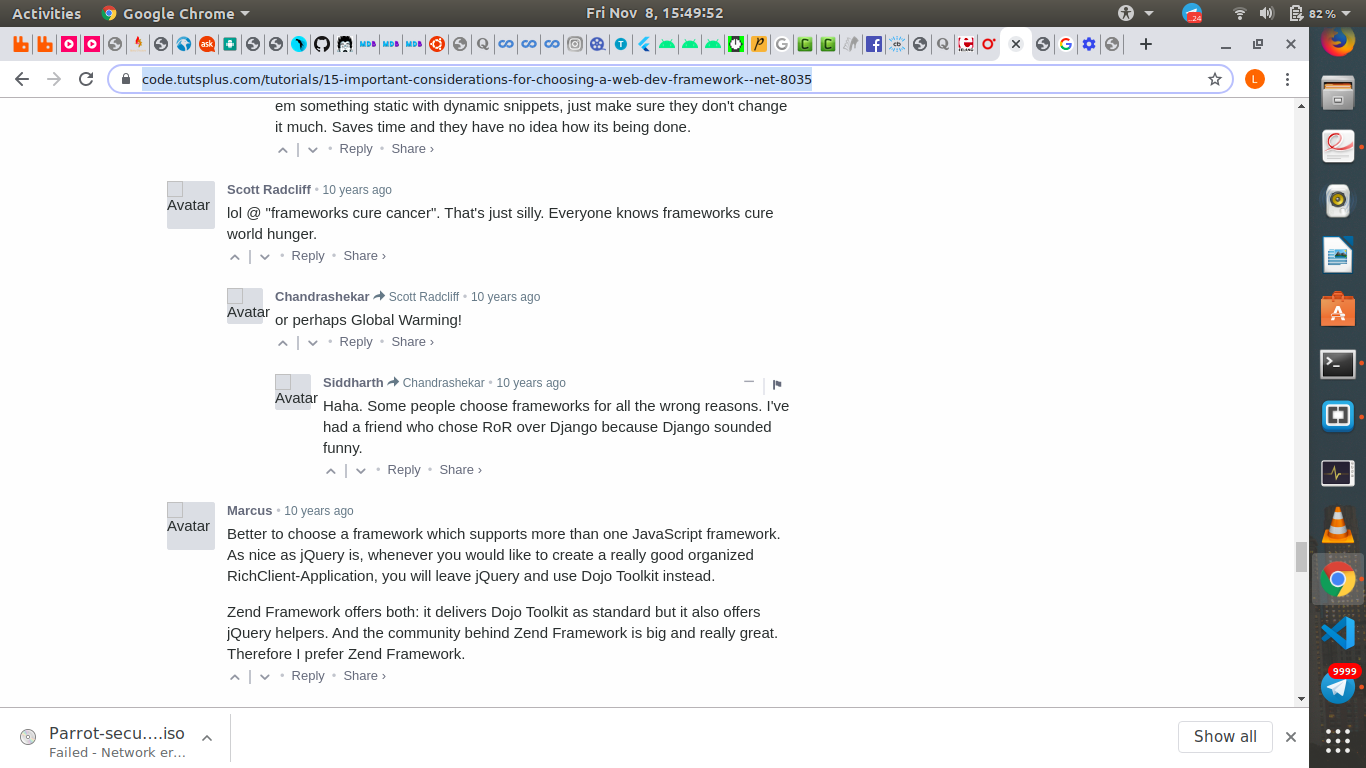 Activities
Google Chrome
Fri Nov 8, 15:49:52
24
82 %
code.tutsplus.com/tutorials/15-important-considerations-for-choosing-a-web-dev-framework--net-8035
L
em something static with dynamic snippets, just make sure they don't change
it much. Saves time and they have no idea how its being done.
• Reply • Share ›
Avatar
Scott Radcliff • 10 years ago
lol @ "frameworks cure cancer". That's just silly. Everyone knows frameworks cure
world hunger.
• Reply • Share ›
Avatar
Chandrashekar Scott Radcliff • 10 years ago
or perhaps Global Warming!
• Reply • Share ›
Avatar
Siddharth Chandrashekar • 10 years ago
Haha. Some people choose frameworks for all the wrong reasons. I've
had a friend who chose RoR over Django because Django sounded
funny.
• Reply • Share ›
Avatar
Marcus • 10 years ago
Better to choose a framework which supports more than one JavaScript framework.
As nice as jQuery is, whenever you would like to create a really good organized
RichClient-Application, you will leave jQuery and use Dojo Toolkit instead.
Zend Framework offers both: it delivers Dojo Toolkit as standard but it also offers
jQuery helpers. And the community behind Zend Framework is big and really great.
Therefore I prefer Zend Framework.
• Reply • Share ›
Parrot-secu....iso
Failed - Network er...
Show all
9999